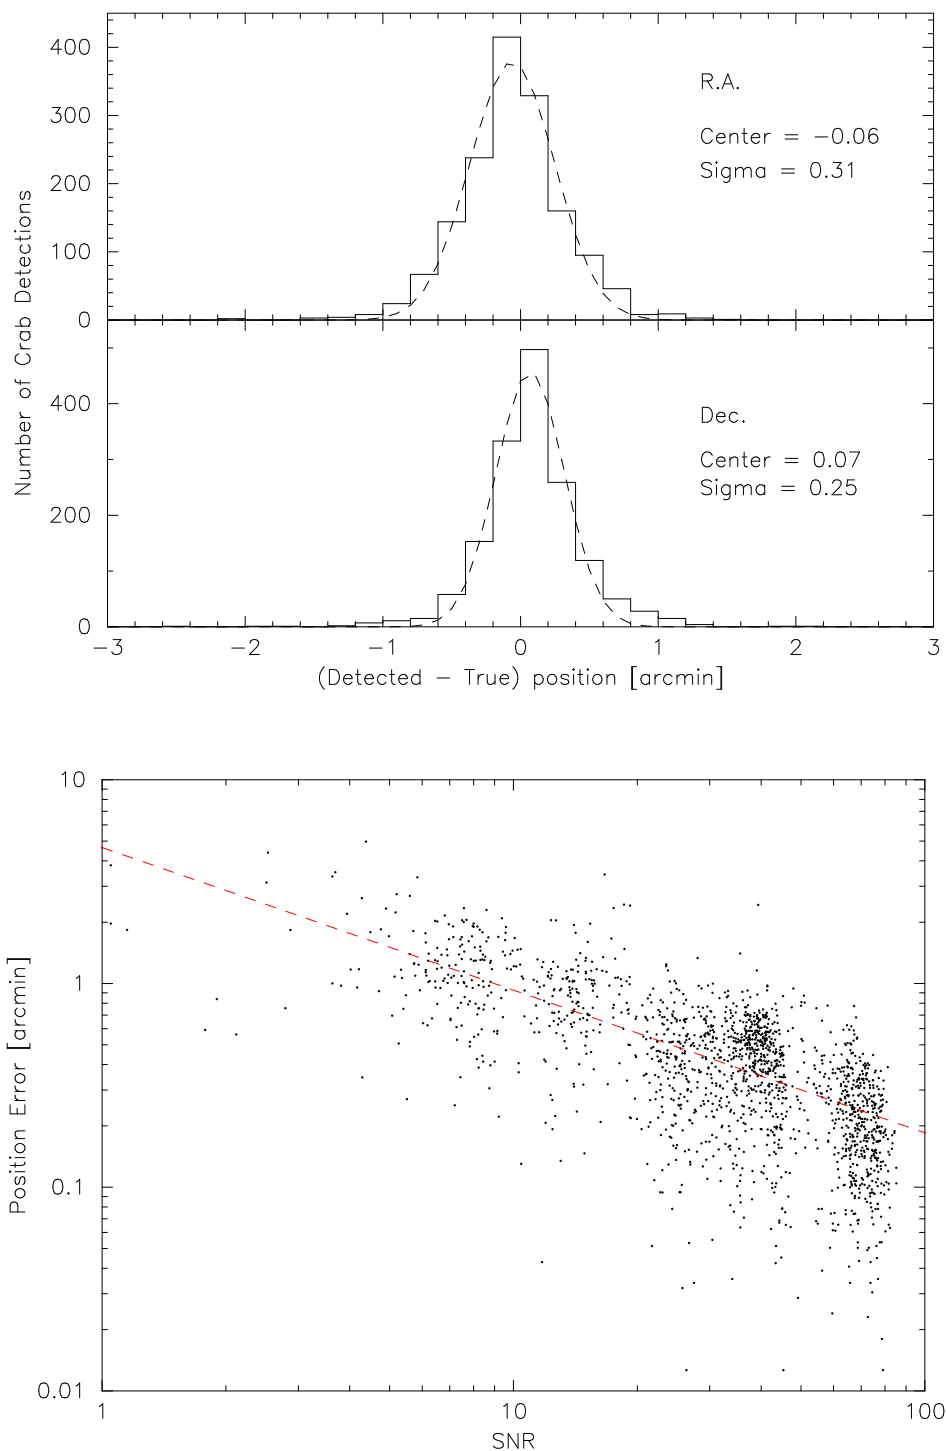 400
300
200
100
0
R.A.
Center = −0.06
Sigma = 0.31
Number of Crab Detections
400
200
0
Dec.
Center = 0.07
Sigma = 0.25
−3 −2 −1 0 1 2 3
(Detected − True) position [arcmin]
10
1
0.1
0.01
Position Error [arcmin]
1 10 100
SNR